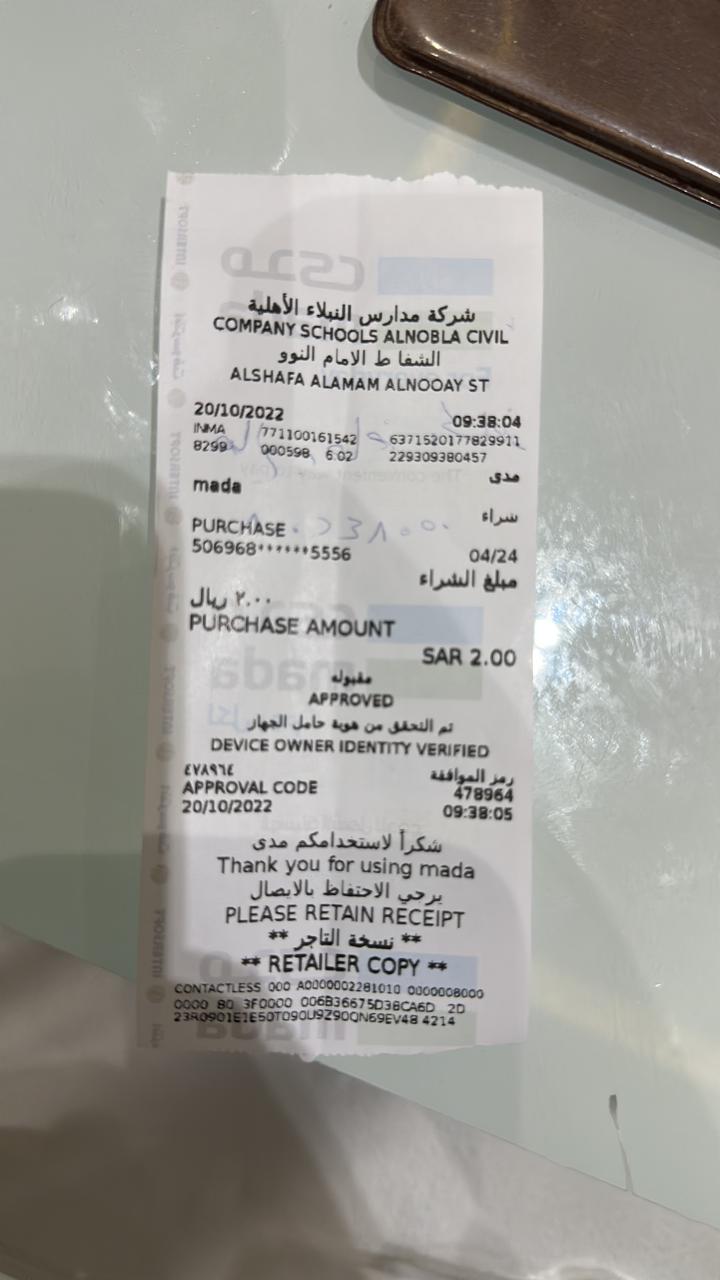 شركة مدارس النبلاء الأهلية
COMPANY SCHOOLS ALNOBLA CIVIL
الشفا ط الامام النوو
ALSHAFA ALAMAM ALNOOAY ST
20/10/2022 09:38:04
INMA 771100161542 6371520177829911
8299 000598 6.02 229309380457
مدى
mada
شراء
PURCHASE
506968******5556 04/24
مبلغ الشراء
٢.٠٠ ريال
PURCHASE AMOUNT
SAR 2.00
مقبوله
APPROVED
تم التحقق من هوية حامل الجهاز
DEVICE OWNER IDENTITY VERIFIED
رمز الموافقة ٤٧٨٩٦٤
APPROVAL CODE 478964
20/10/2022 09:38:05
شكراً لاستخدامكم مدى
Thank you for using mada
يرجي الاحتفاظ بالايصال
PLEASE RETAIN RECEIPT
** نسخة التاجر **
** RETAILER COPY **
CONTACTLESS 000 A0000002281010 0000008000
0000 80 3F0000 006B36675D38CA6D 2D
23R0901E1E50T090U9Z90QN69EV48 4214